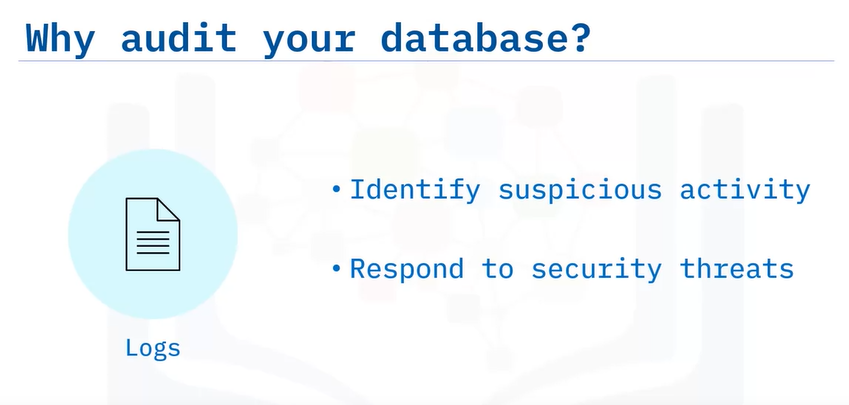 Why audit your database?
• Identify suspicious activity
• Respond to security threats
Logs